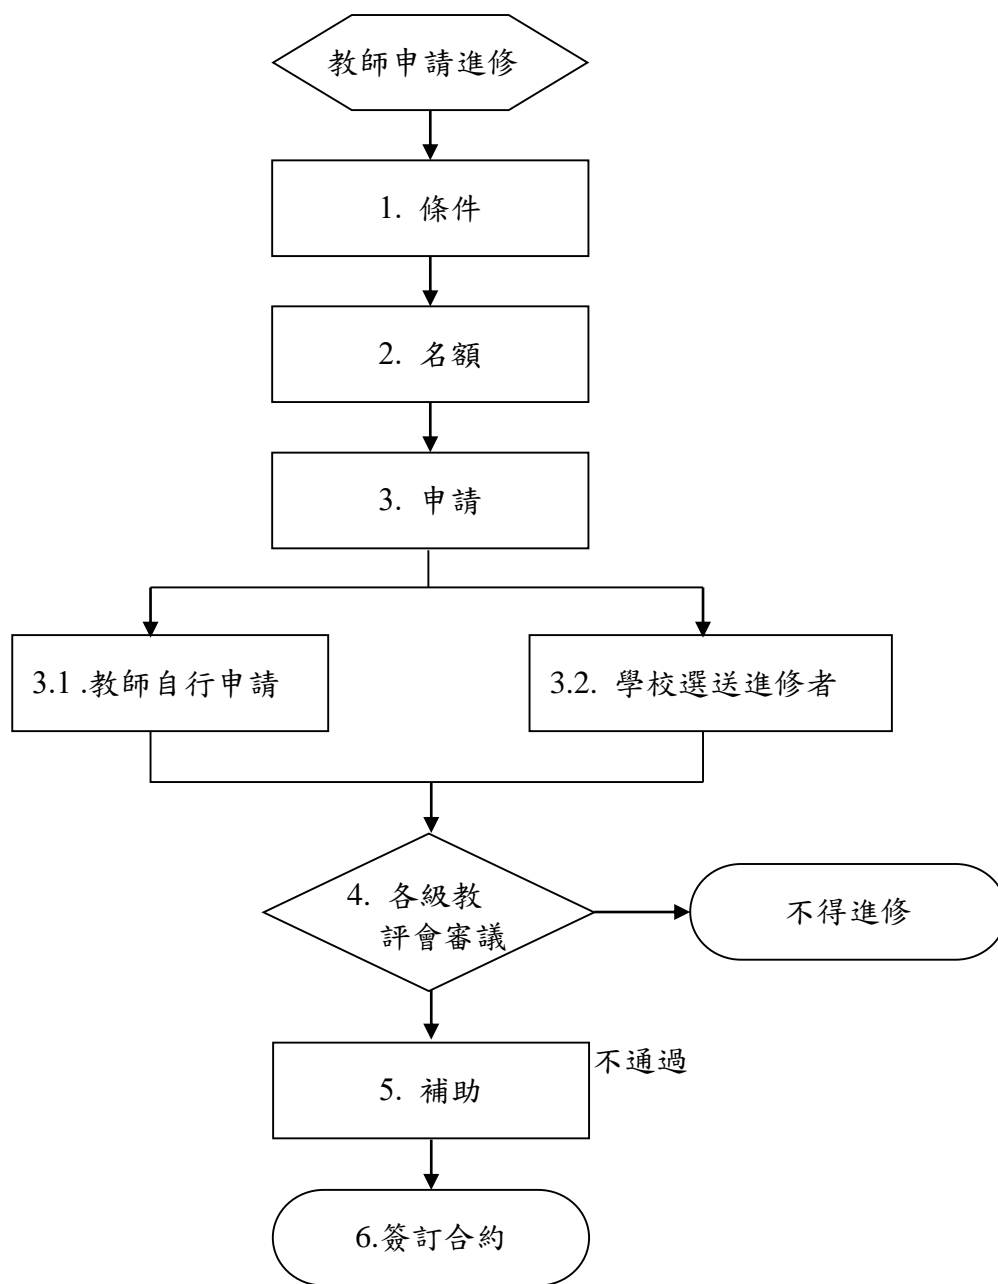 教師申請進修
1. 條件
2. 名額
3. 申請
3.1 .教師自行申請
3.2. 學校選送進修者
4. 各級教
評會審議
不得進修
不通過
5. 補助
6.簽訂合約